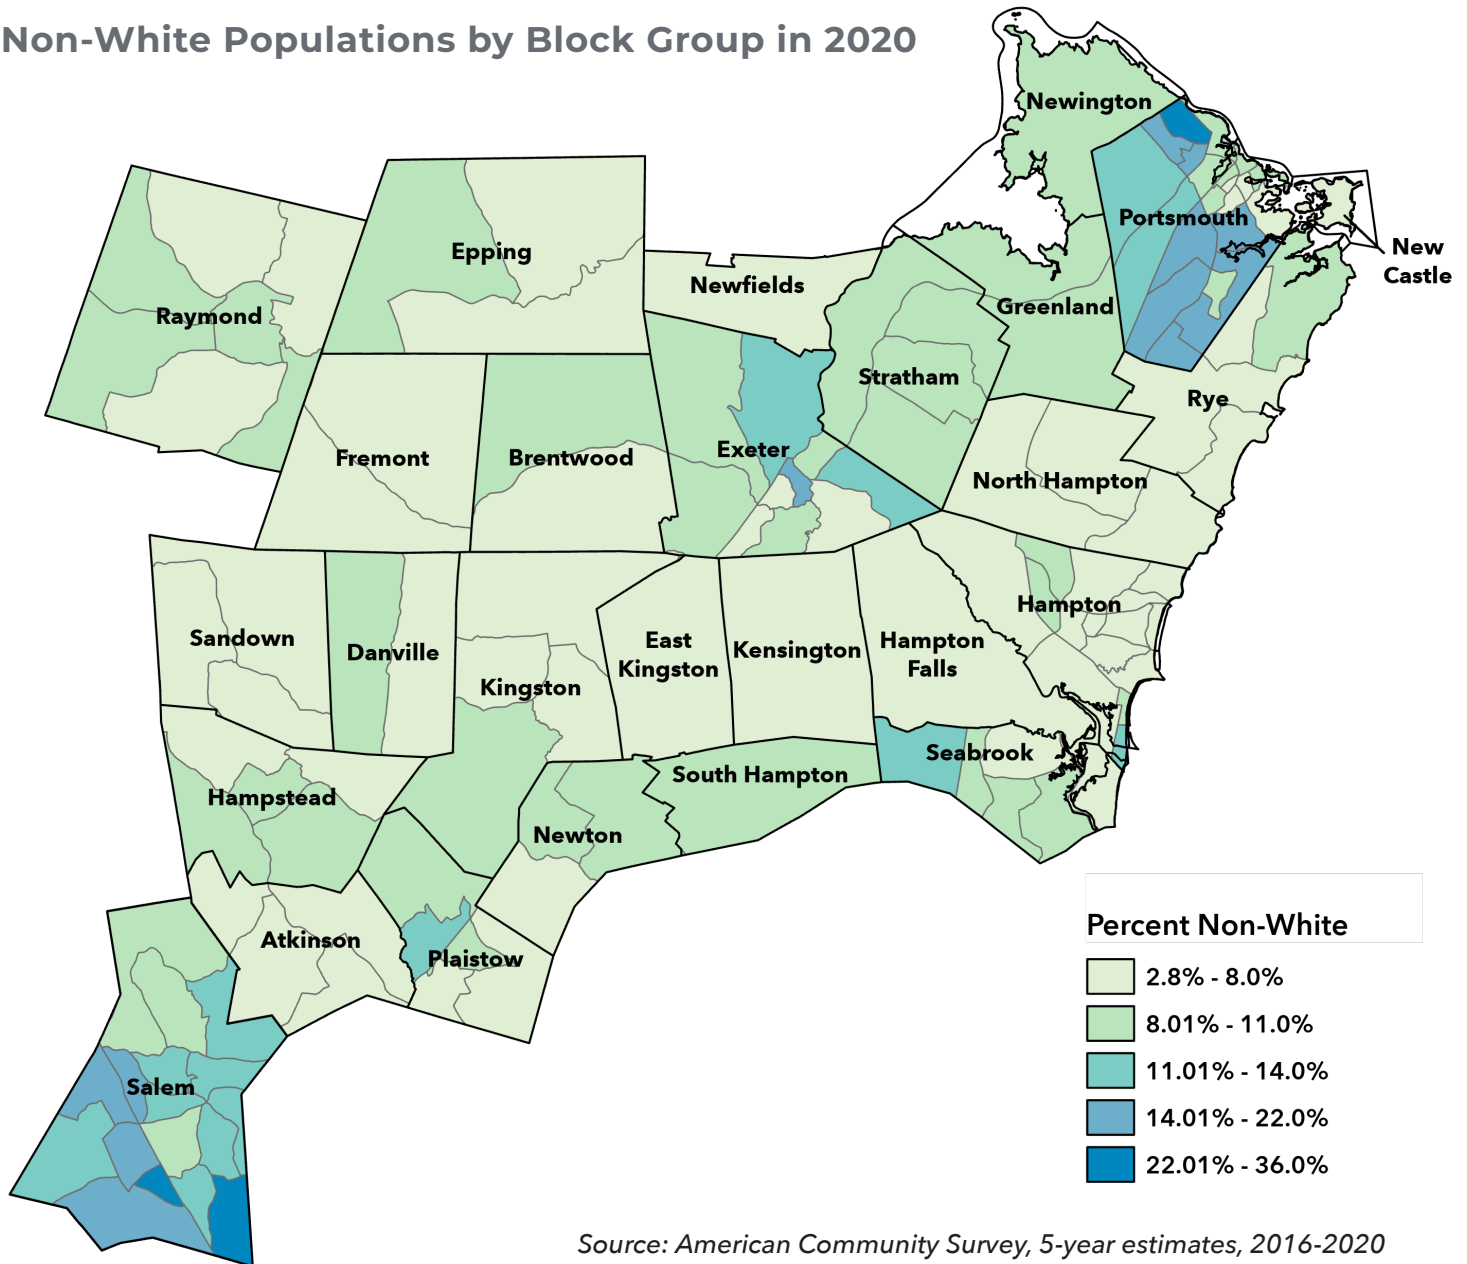 Non-White Populations by Block Group in 2020
Newington
Portsmouth
New
Castle
Epping
Newfields
Greenland
Raymond
Stratham
Rye
Exeter
Fremont
Brentwood
North Hampton
Hampton
Sandown
Danville
East
Kingston
Kensington
Hampton
Falls
Kingston
Seabrook
South Hampton
Hampstead
Newton
Atkinson
Plaistow
Salem
Percent Non-White
2.8% - 8.0%
8.01% - 11.0%
11.01% - 14.0%
14.01% - 22.0%
22.01% - 36.0%
Source: American Community Survey, 5-year estimates, 2016-2020